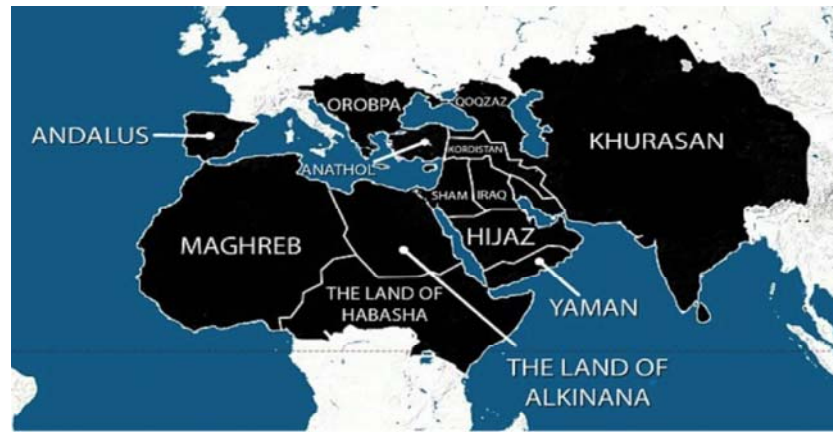 OROBPA
QOQZAZ
ANDALUS
KHURASAN
KORDISTAN
ANATHOL
SHAM
IRAQ
MAGHREB
HIJAZ
THE LAND OF
HABASHA
YAMAN
THE LAND OF
ALKINANA